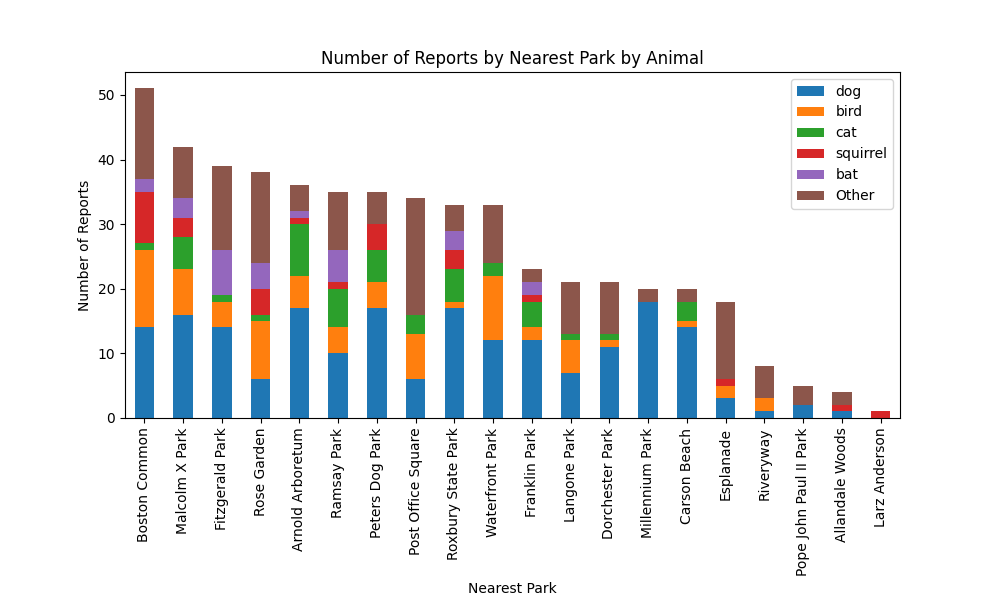 Number of Reports by Nearest Park by Animal
50
40
30
20
10
0
Number of Reports
dog
bird
cat
squirrel
bat
Other
Boston Common
Malcolm X Park
Fitzgerald Park
Rose Garden
Arnold Arboretum
Ramsay Park
Peters Dog Park
Post Office Square
Roxbury State Park
Waterfront Park
Franklin Park
Langone Park
Dorchester Park
Millennium Park
Carson Beach
Esplanade
Riveryway
Pope John Paul II Park
Allandale Woods
Larz Anderson
Nearest Park